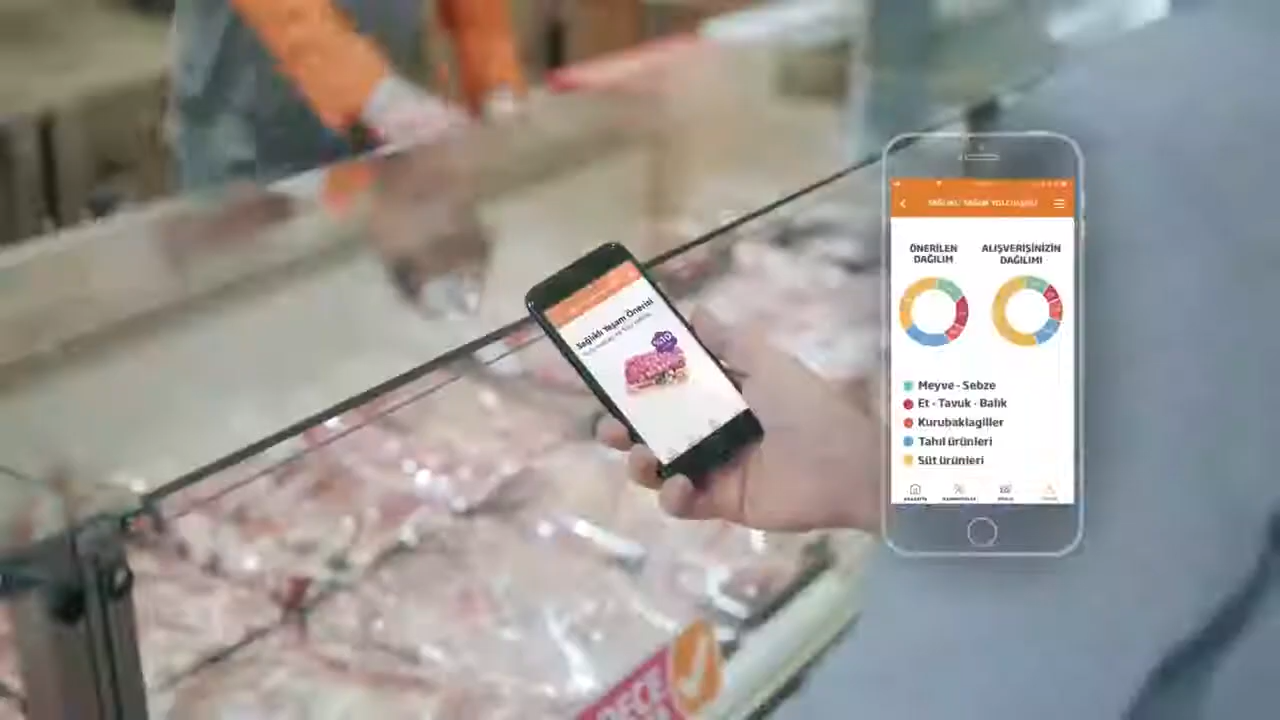 Sağlıklı Yaşam Önerisi
%10
SAĞLIKLI YAŞAM YOLCULUĞU
ÖNERİLEN
DAĞILIM
ALIŞVERİŞİNİZİN
DAĞILIMI
Meyve - Sebze
Et - Tavuk - Balık
Kurubaklagiller
Tahıl ürünleri
Süt ürünleri